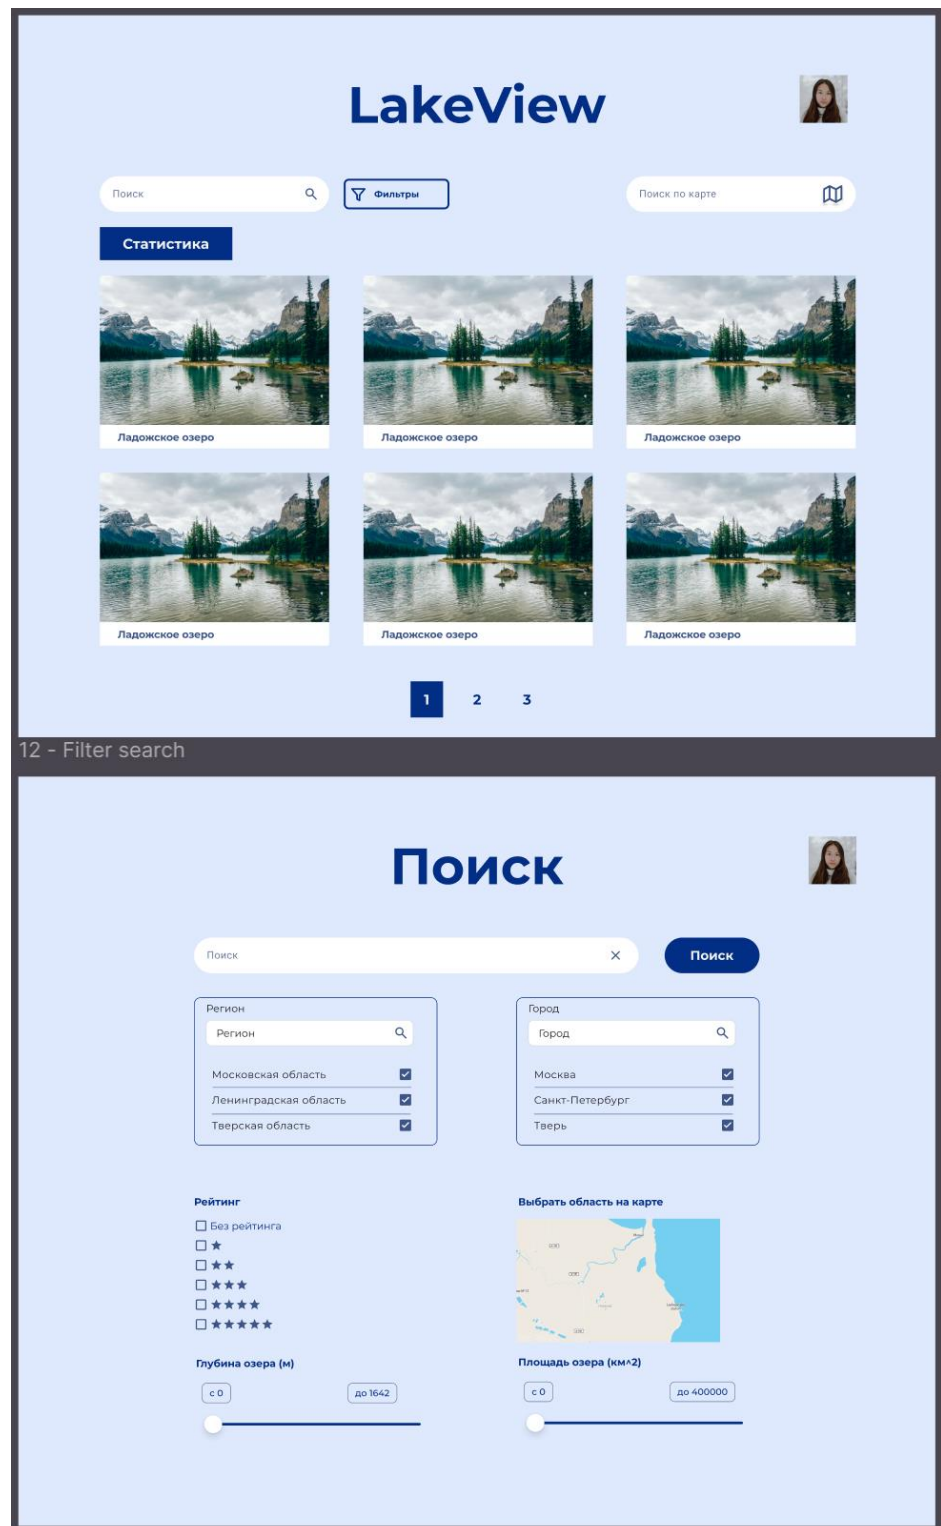 LakeView
Поиск
Фильтры
Поиск по карте
Статистика
Ладожское озеро
Ладожское озеро
Ладожское озеро
Ладожское озеро
Ладожское озеро
Ладожское озеро
1 2 3
12 - Filter search
Поиск
Поиск
Поиск
Регион
Регион
Московская область
Ленинградская область
Тверская область
Город
Город
Москва
Санкт-Петербург
Тверь
Рейтинг
Без рейтинга
Выбрать область на карте
Глубина озера (м)
с 0
до 1642
Площадь озера (км^2)
с 0
до 400000